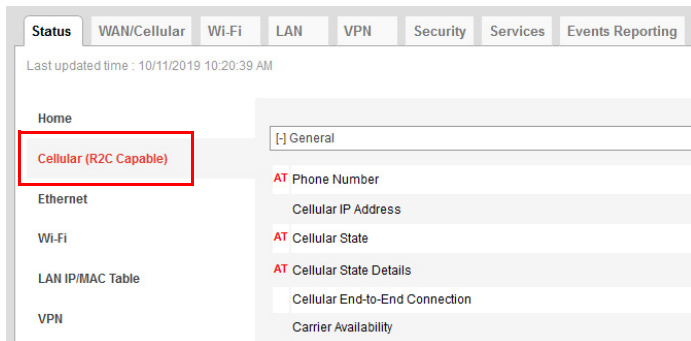 Status WAN/Cellular Wi-Fi LAN VPN Security Services Events Reporting
Last updated time : 10/11/2019 10:20:39 AM
Home
[-] General
Cellular (R2C Capable)
AT Phone Number
Ethernet
Cellular IP Address
Wi-Fi
AT Cellular State
LAN IP/MAC Table
AT Cellular State Details
Cellular End-to-End Connection
VPN
Carrier Availability